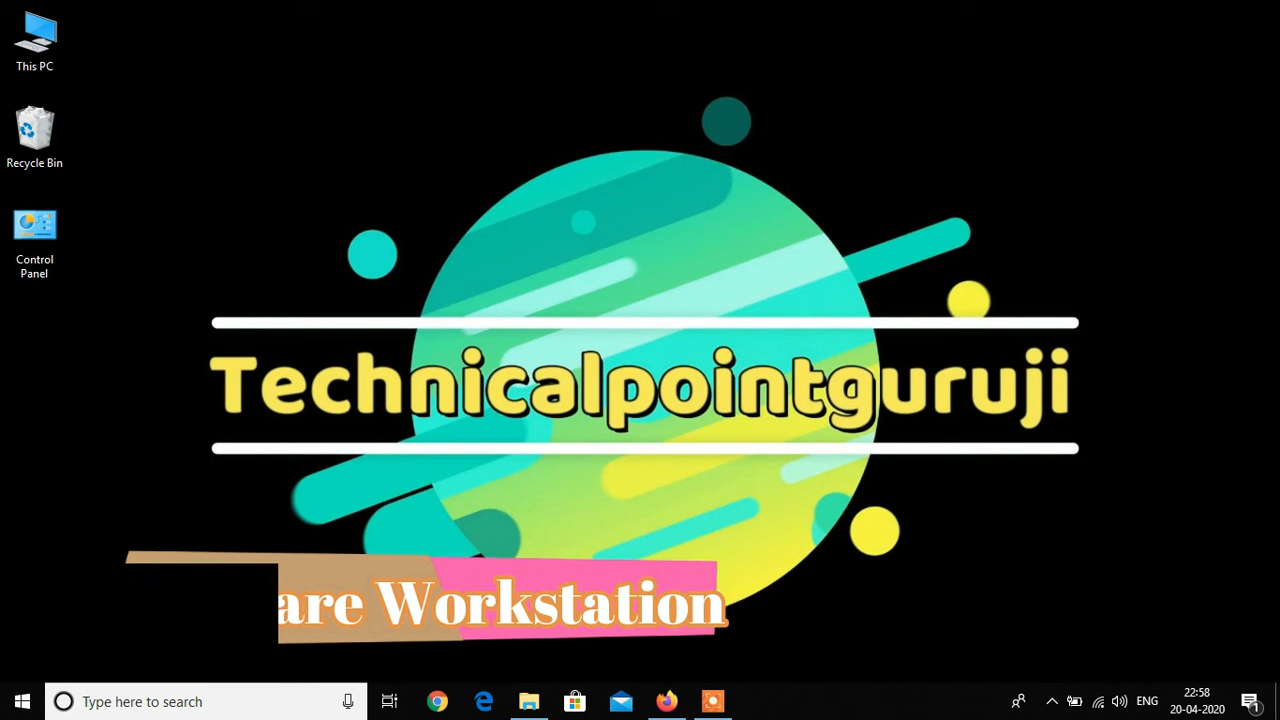 This PC
Recycle Bin
Control
Panel
Technicalpointguruji
are Workstation
Type here to search
ENG
22:58
20-04-2020
1